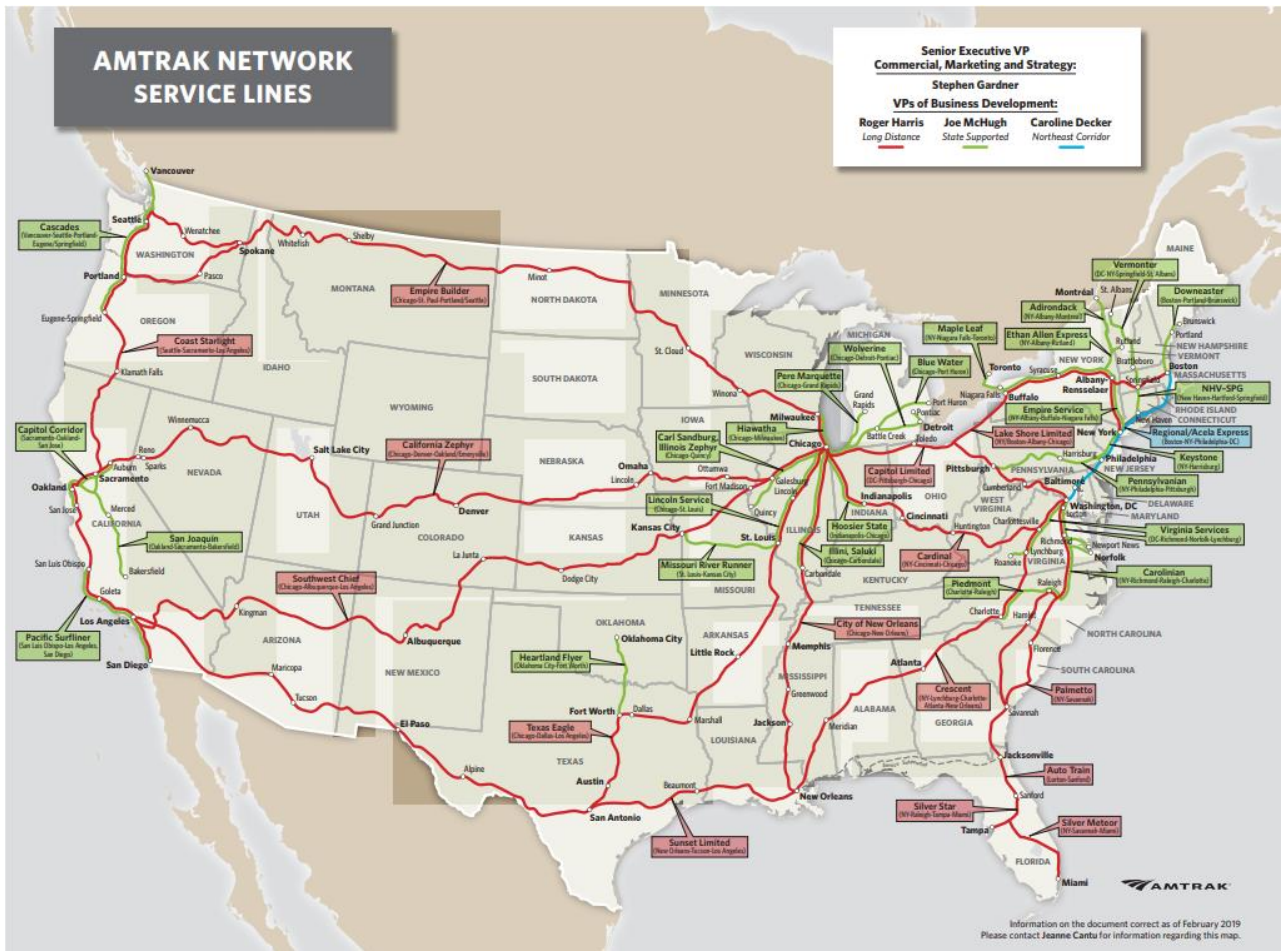 AMTRAK NETWORK
SERVICE LINES
Senior Executive VP
Commercial, Marketing and Strategy:
Stephen Gardner
VPs of Business Development:
Roger Harris
Long Distance
Joe McHugh
State Supported
Caroline Decker
Northeast Corridor
Vancouver
Seattle
Cascades
(Vancouver-Seattle-Portland-
Eugene/Springfield)
Wenatchee
Spokane
WASHINGTON
Pasco
Portland
Whitefish
Shelby
MONTANA
Empire Builder
(Chicago-St. Paul-Portland/Seattle)
Minot
NORTH DAKOTA
MINNESOTA
Eugene-Springfield
OREGON
Coast Starlight
(Seattle-Sacramento-Los Angeles)
Klamath Falls
IDAHO
WYOMING
SOUTH DAKOTA
St. Cloud
WISCONSIN
Winona
MICHIGAN
Milwaukee
Hiawatha
(Chicago-Milwaukee)
Chicago
Pere Marquette
(Chicago-Grand Rapids)
Wolverine
(Chicago-Detroit-Pontiac)
Blue Water
(Chicago-Port Huron)
Grand
Rapids
Port Huron
Pontiac
Detroit
Battle Creek
Toledo
Maple Leaf
(NY-Niagara Falls-Toronto)
Toronto
Niagara Falls
Buffalo
Syracuse
NEW YORK
Albany-
Rensselaer
Montréal
St. Albans
Vermonter
(DC-NY-Springfield-St. Albans)
Adirondack
(NY-Albany-Montreal)
Ethan Allen Express
(NY-Albany-Rutland)
Downeaster
(Boston-Portland-Brunswick)
MAINE
Brunswick
Portland
Rutland
Brattleboro
NEW HAMPSHIRE
VERMONT
Boston
MASSACHUSETTS
Springfield
NHV-SPG
(New Haven-Hartford-Springfield)
RHODE ISLAND
CONNECTICUT
New Haven
Empire Service
(NY-Albany-Buffalo-Niagara Falls)
New York
Regional/Acela Express
(Boston-NY-Philadelphia-DC)
Lake Shore Limited
(NY/Boston-Albany-Chicago)
Keystone
(NY-Harrisburg)
Harrisburg
Philadelphia
PENNSYLVANIA
NEW JERSEY
Pittsburgh
Pennsylvanian
(NY-Philadelphia-Pittsburgh)
Capitol Limited
(DC-Pittsburgh-Chicago)
Cumberland
Baltimore
Washington, DC
DELAWARE
MARYLAND
Lorton
OHIO
WEST
VIRGINIA
Capitol Corridor
(Sacramento-Oakland-
San Jose)
Winnemucca
Reno
Sparks
Auburn
Sacramento
Oakland
San Jose
NEVADA
Merced
CALIFORNIA
San Joaquin
(Oakland-Sacramento-Bakersfield)
Bakersfield
Salt Lake City
UTAH
California Zephyr
(Chicago-Denver-Oakland/Emeryville)
Grand Junction
Denver
COLORADO
NEBRASKA
IOWA
Omaha
Lincoln
Ottumwa
Fort Madison
Carl Sandburg,
Illinois Zephyr
(Chicago-Quincy)
Galesburg
Lincoln
Quincy
Lincoln Service
(Chicago-St. Louis)
ILLINOIS
INDIANA
Indianapolis
Hoosier State
(Indianapolis-Chicago)
Cincinnati
Huntington
Charlottesville
Virginia Services
(DC-Richmond-Norfolk-Lynchburg)
Richmond
Newport News
Norfolk
Lynchburg
Roanoke
VIRGINIA
Cardinal
(NY-Cincinnati-Chicago)
Illini, Saluki
(Chicago-Carbondale)
Carbondale
Kansas City
St. Louis
Missouri River Runner
(St. Louis-Kansas City)
MISSOURI
KANSAS
La Junta
Dodge City
San Luis Obispo
Goleta
Los Angeles
Pacific Surfliner
(San Luis Obispo-Los Angeles,
San Diego)
San Diego
Southwest Chief
(Chicago-Albuquerque-Los Angeles)
Kingman
ARIZONA
Maricopa
Tucson
Albuquerque
NEW MEXICO
OKLAHOMA
Oklahoma City
Heartland Flyer
(Oklahoma City-Fort Worth)
ARKANSAS
Little Rock
KENTUCKY
TENNESSEE
City of New Orleans
(Chicago-New Orleans)
Memphis
Piedmont
(Charlotte-Raleigh)
Raleigh
Carolinian
(NY-Richmond-Raleigh-Charlotte)
Charlotte
Hamlet
NORTH CAROLINA
Florence
SOUTH CAROLINA
Atlanta
Crescent
(NY-Lynchburg-Charlotte-
Atlanta-New Orleans)
Palmetto
(NY-Savannah)
Savannah
MISSISSIPPI
Greenwood
Jackson
ALABAMA
Meridian
GEORGIA
El Paso
Alpine
Fort Worth
Dallas
Marshall
Texas Eagle
(Chicago-Dallas-Los Angeles)
TEXAS
Austin
San Antonio
LOUISIANA
Beaumont
New Orleans
Sunset Limited
(New Orleans-Tucson-Los Angeles)
Jacksonville
Auto Train
(Lorton-Sanford)
Sanford
Silver Star
(NY-Raleigh-Tampa-Miami)
Tampa
Silver Meteor
(NY-Savannah-Miami)
FLORIDA
Miami
AMTRAK
Information on the document correct as of February 2019
Please contact Jeanne Cantu for information regarding this map.